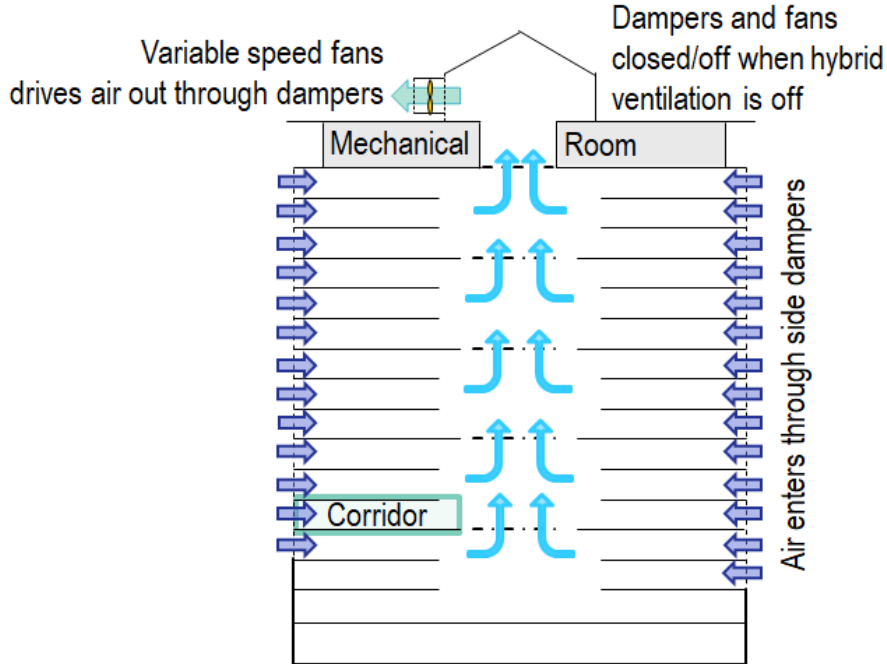 Variable speed fans
drives air out through dampers
Dampers and fans
closed/off when hybrid
ventilation is off
Mechanical
Room
Air enters through side dampers
Corridor